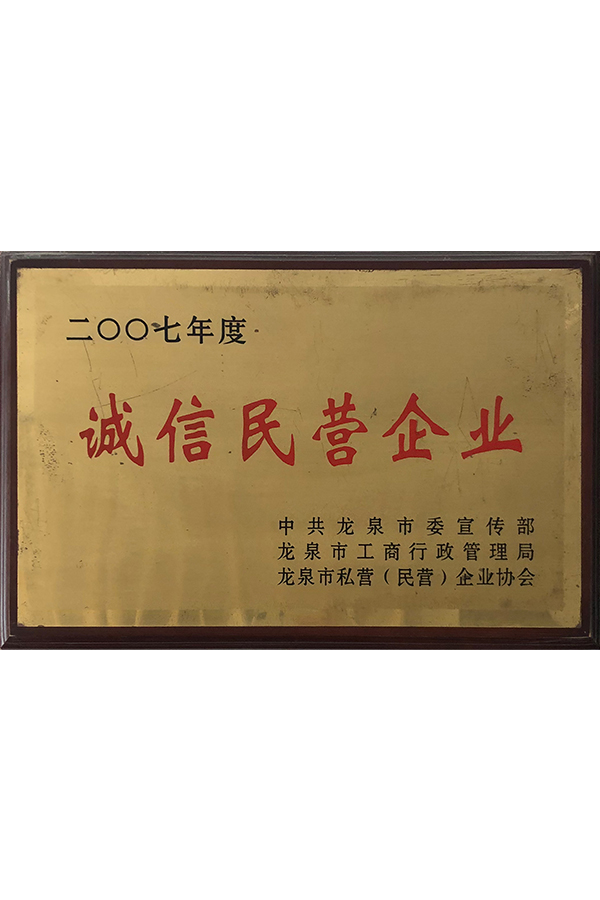 二〇〇七年度
诚信民营企业
中共龙泉市委宣传部
龙泉市工商行政管理局
龙泉市私营（民营）企业协会